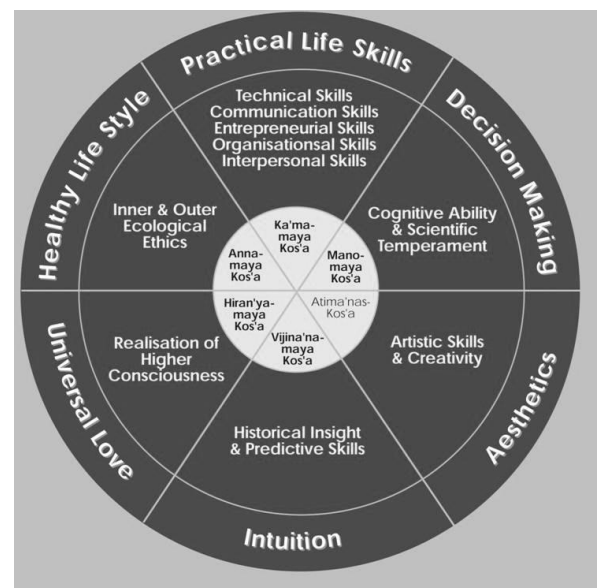 Practical Life Skills
Technical Skills
Communication Skills
Entrepreneurial Skills
Organisationsal Skills
Interpersonal Skills
Ka'ma-
maya
Kos'a
Decision Making
Cognitive Ability
& Scientific
Temperament
Mano-
maya
Kos'a
Aesthetics
Artistic Skills
& Creativity
Atima'nas-
Kos'a
Intuition
Historical Insight
& Predictive Skills
Vijina'na-
maya
Kos'a
Universal Love
Realisation of
Higher
Consciousness
Hiran'ya-
maya
Kos'a
Healthy Life Style
Inner & Outer
Ecological
Ethics
Anna-
maya
Kos'a